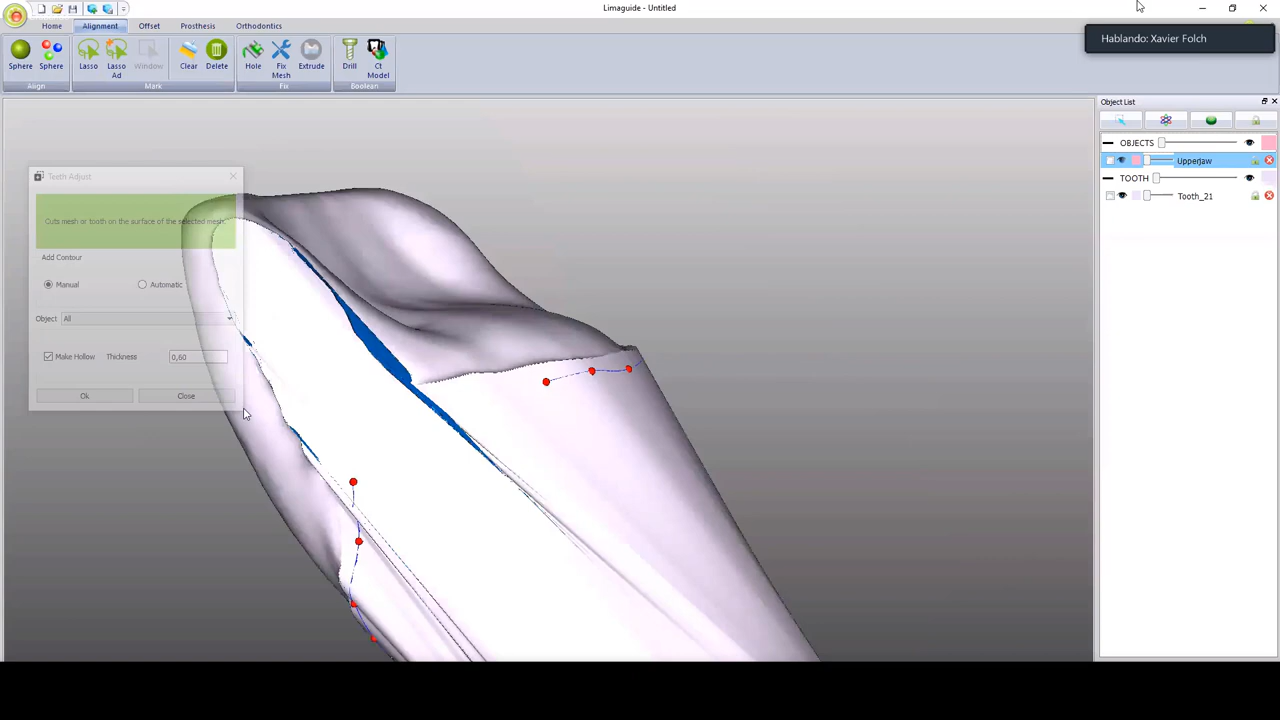 Limaguide - Untitled
Home Alignment Offset Prosthesis Orthodontics
Hablando: Xavier Folch
Sphere Sphere Lasso Lasso Ad Window Clear Delete Hole Fix Mesh Extrude Drill Ct Model
Align Mark Fix Boolean
Object List
OBJECTS
Upperjaw
TOOTH
Tooth_21
Teeth Adjust
Cuts mesh or tooth on the surface of the selected mesh.
Add Contour
Manual Automatic
Object All
Make Hollow Thickness 0,60
Ok Close